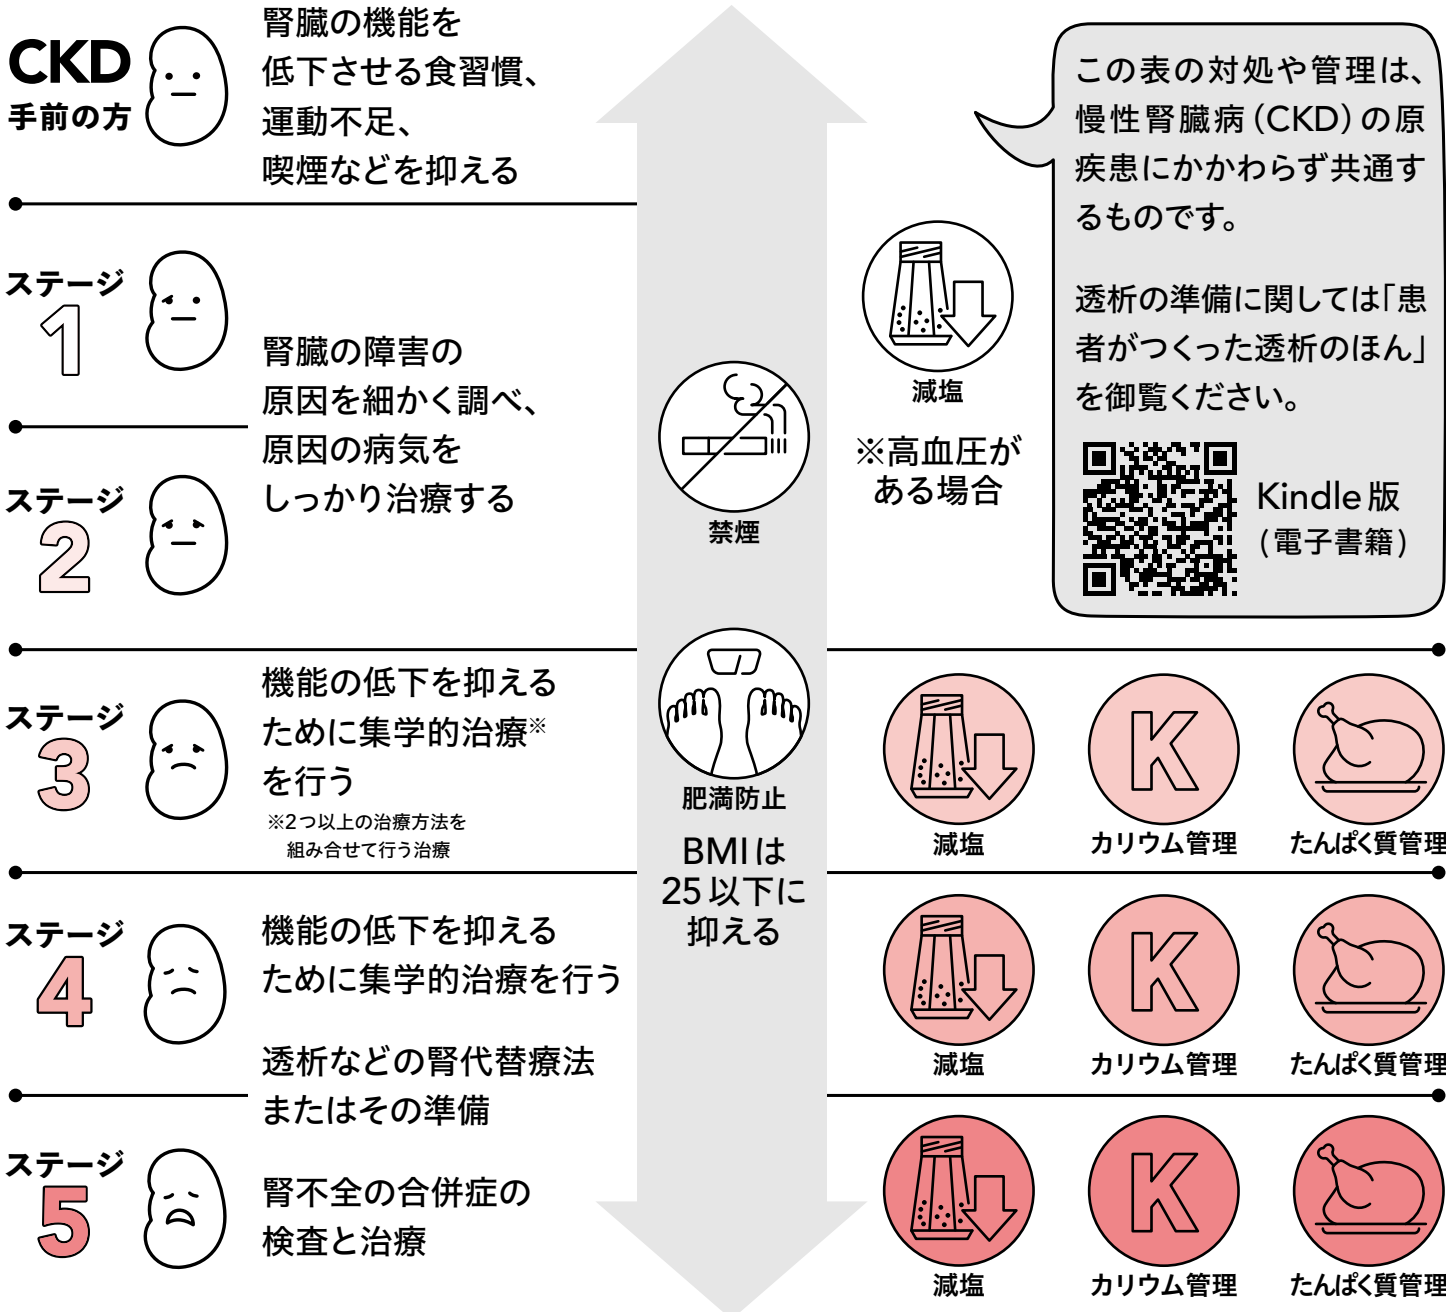 CKD
手前の方
腎臓の機能を
低下させる食習慣、
運動不足、
喫煙などを抑える
この表の対処や管理は、
慢性腎臓病(CKD)の原
疾患にかかわらず共通す
るものです。
透析の準備に関しては「患
者がつくった透析のほん」
を御覧ください。
Kindle版
(電子書籍)
ステージ
1
ステージ
2
腎臓の障害の
原因を細かく調べ、
原因の病気を
しっかり治療する
禁煙
減塩
※高血圧が
ある場合
肥満防止
BMIは
25以下に
抑える
ステージ
3
機能の低下を抑える
ために集学的治療※
を行う
※2つ以上の治療方法を
組み合せて行う治療
減塩
K
カリウム管理
たんぱく質管理
ステージ
4
機能の低下を抑える
ために集学的治療を行う
透析などの腎代替療法
またはその準備
減塩
K
カリウム管理
たんぱく質管理
ステージ
5
腎不全の合併症の
検査と治療
減塩
K
カリウム管理
たんぱく質管理